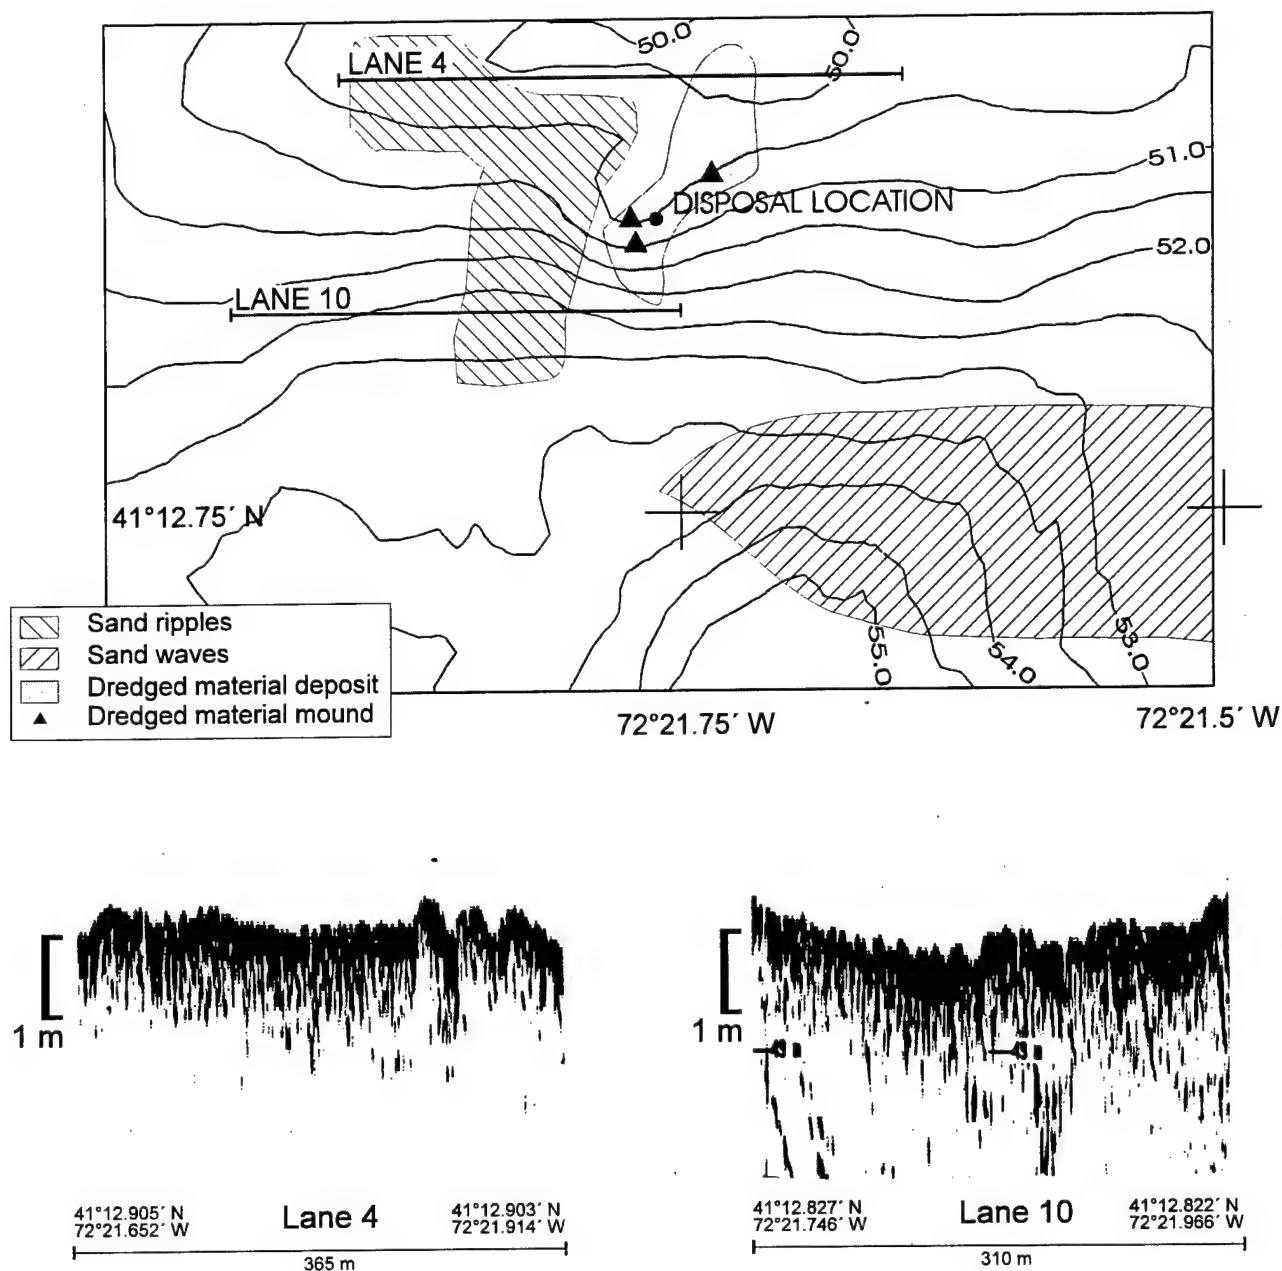 50.0
50.0
LANE 4
51.0
DISPOSAL LOCATION
52.0
LANE 10
41°12.75´ N
Sand ripples
Sand waves
Dredged material deposit
Dredged material mound
55.0
54.0
53.0
72°21.75´ W
72°21.5´ W
1 m
1 m
41°12.905´ N
72°21.652´ W
Lane 4
41°12.903´ N
72°21.914´ W
365 m
41°12.827´ N
72°21.746´ W
Lane 10
41°12.822´ N
72°21.966´ W
310 m